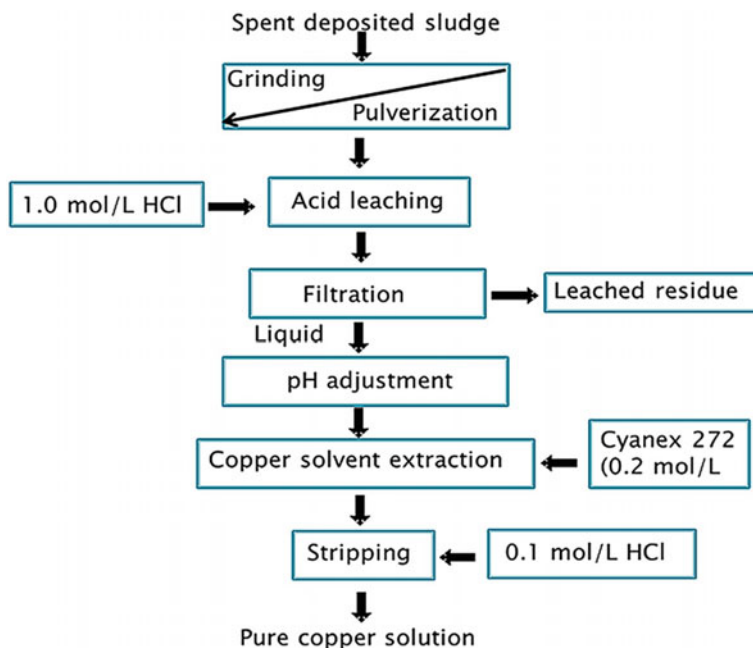 Spent deposited sludge
Grinding
Pulverization
1.0 mol/L HCl
Acid leaching
Filtration
Leached residue
Liquid
pH adjustment
Copper solvent extraction
Cyanex 272
(0.2 mol/L
Stripping
0.1 mol/L HCl
Pure copper solution